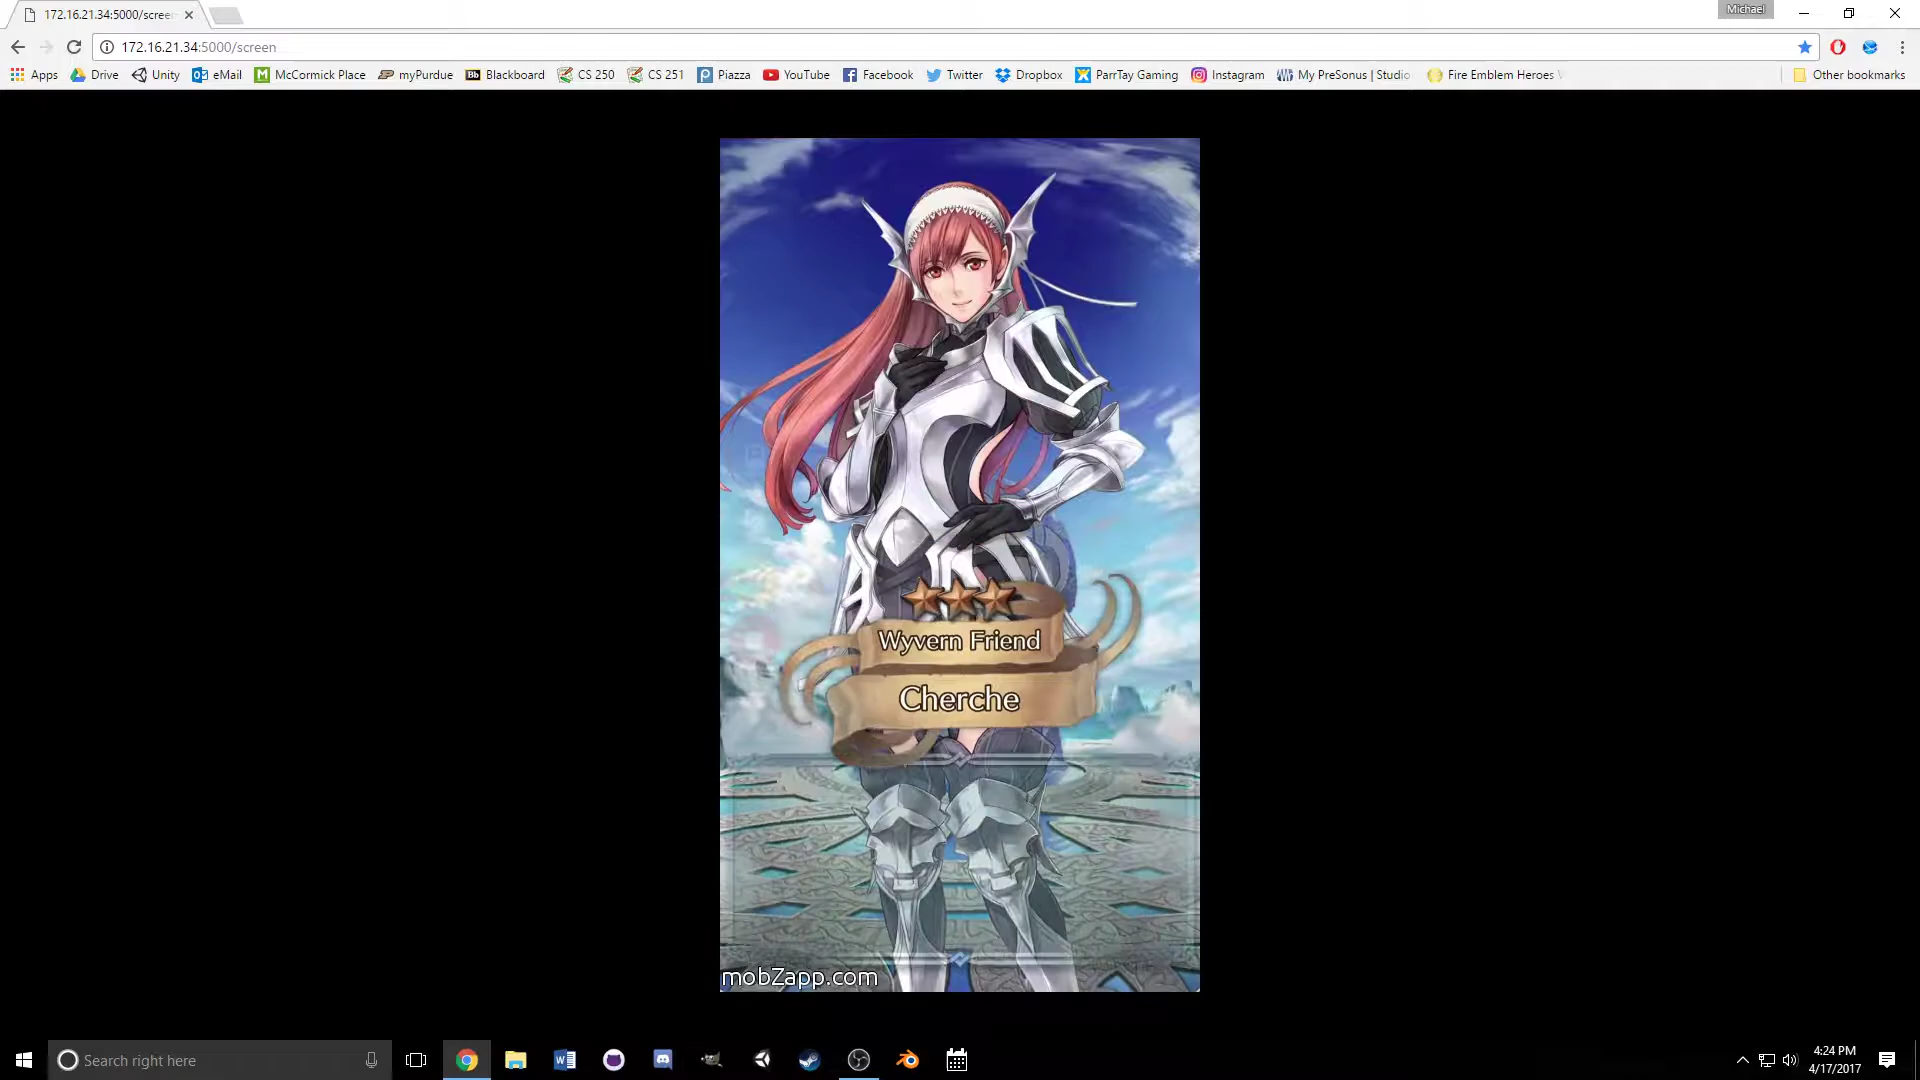 172.16.21.34:5000/scree
Michael
172.16.21.34:5000/screen
Apps Drive Unity eMail McCormick Place myPurdue Blackboard CS 250 CS 251 Piazza YouTube Facebook Twitter Dropbox ParrTay Gaming Instagram My PreSonus | Studio Fire Emblem Heroes Other bookmarks
Wyvern Friend
Cherche
mobZapp.com
Search right here
4:24 PM
4/17/2017